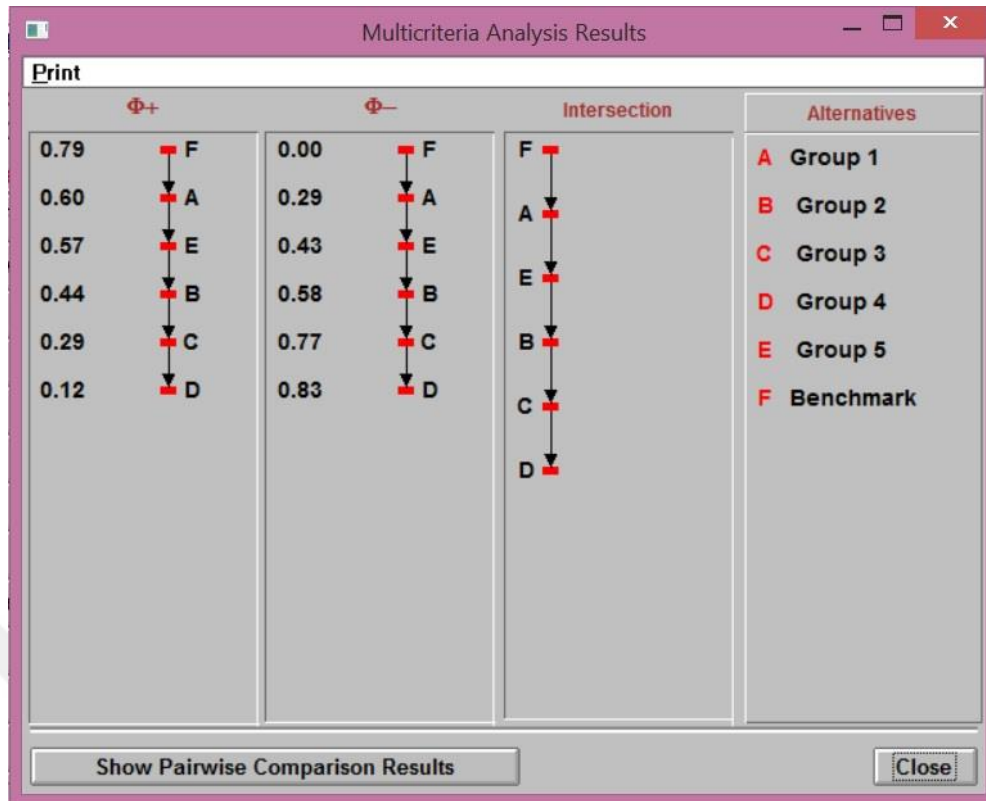 Multicriteria Analysis Results
Print
Φ+
0.79 F
0.60 A
0.57 E
0.44 B
0.29 C
0.12 D
Φ−
0.00 F
0.29 A
0.43 E
0.58 B
0.77 C
0.83 D
Intersection
F
A
E
B
C
D
Alternatives
A Group 1
B Group 2
C Group 3
D Group 4
E Group 5
F Benchmark
Show Pairwise Comparison Results
Close